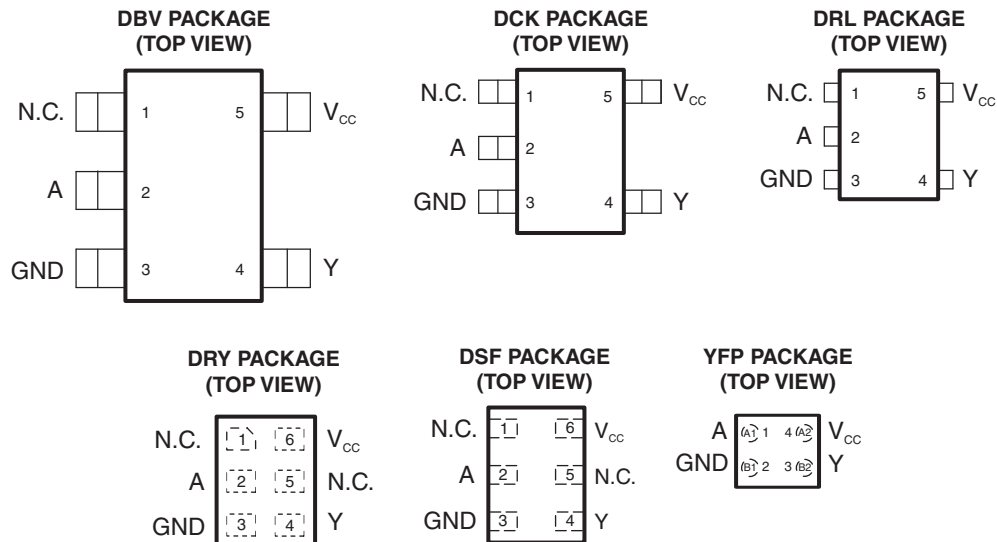 DBV PACKAGE
(TOP VIEW)
N.C. 1 5 VCC
A 2
GND 3 4 Y
DCK PACKAGE
(TOP VIEW)
N.C. 1 5 VCC
A 2
GND 3 4 Y
DRL PACKAGE
(TOP VIEW)
N.C. 1 5 VCC
A 2
GND 3 4 Y
DRY PACKAGE
(TOP VIEW)
N.C. 1 6 VCC
A 2 5 N.C.
GND 3 4 Y
DSF PACKAGE
(TOP VIEW)
N.C. 1 6 VCC
A 2 5 N.C.
GND 3 4 Y
YFP PACKAGE
(TOP VIEW)
A A1 1 4 A2 VCC
GND B1 2 3 B2 Y